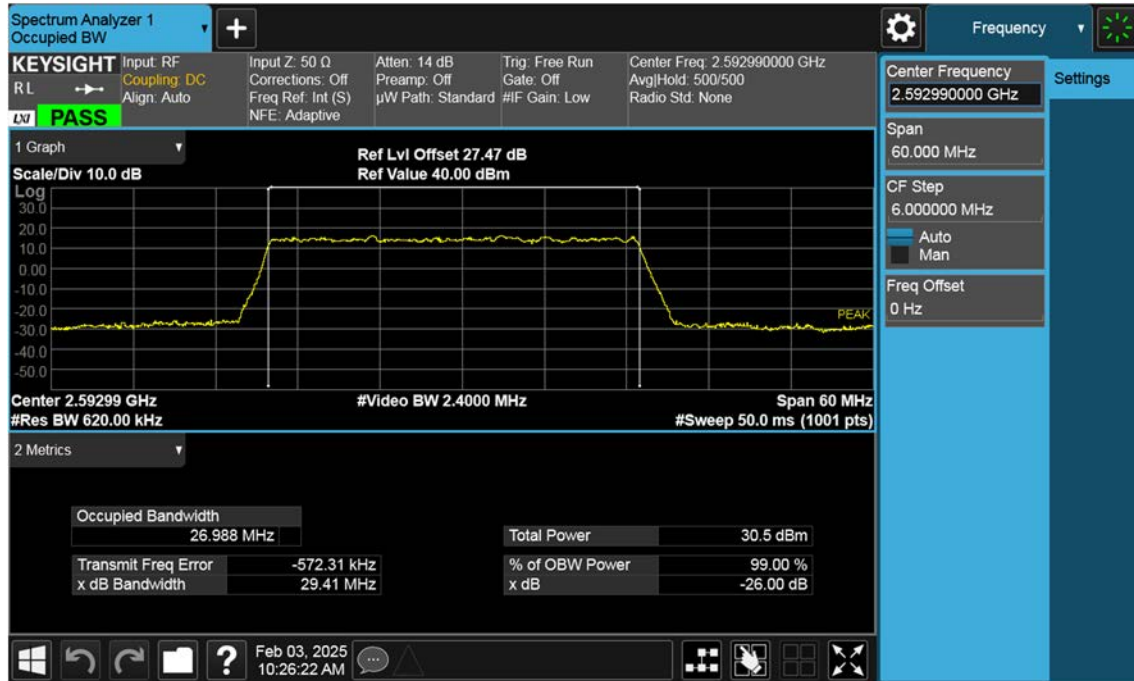 Spectrum Analyzer 1
Occupied BW
+
Frequency
KEYSIGHT
RL
LXI
PASS
Input: RF
Coupling: DC
Align: Auto
Input Z: 50 Ω
Corrections: Off
Freq Ref: Int (S)
NFE: Adaptive
Atten: 14 dB
Preamp: Off
µW Path: Standard
Trig: Free Run
Gate: Off
#IF Gain: Low
Center Freq: 2.592990000 GHz
Avg|Hold: 500/500
Radio Std: None
Center Frequency
2.592990000 GHz
Settings
Span
60.000 MHz
CF Step
6.000000 MHz
Auto
Man
Freq Offset
0 Hz
1 Graph
Scale/Div 10.0 dB
Ref Lvl Offset 27.47 dB
Ref Value 40.00 dBm
Log
30.0
20.0
10.0
0.00
-10.0
-20.0
-30.0
-40.0
-50.0
PEAK
Center 2.59299 GHz
#Video BW 2.4000 MHz
Span 60 MHz
#Res BW 620.00 kHz
#Sweep 50.0 ms (1001 pts)
2 Metrics
Occupied Bandwidth
26.988 MHz
Total Power 30.5 dBm
Transmit Freq Error -572.31 kHz
% of OBW Power 99.00 %
x dB Bandwidth 29.41 MHz
x dB -26.00 dB
?
Feb 03, 2025
10:26:22 AM